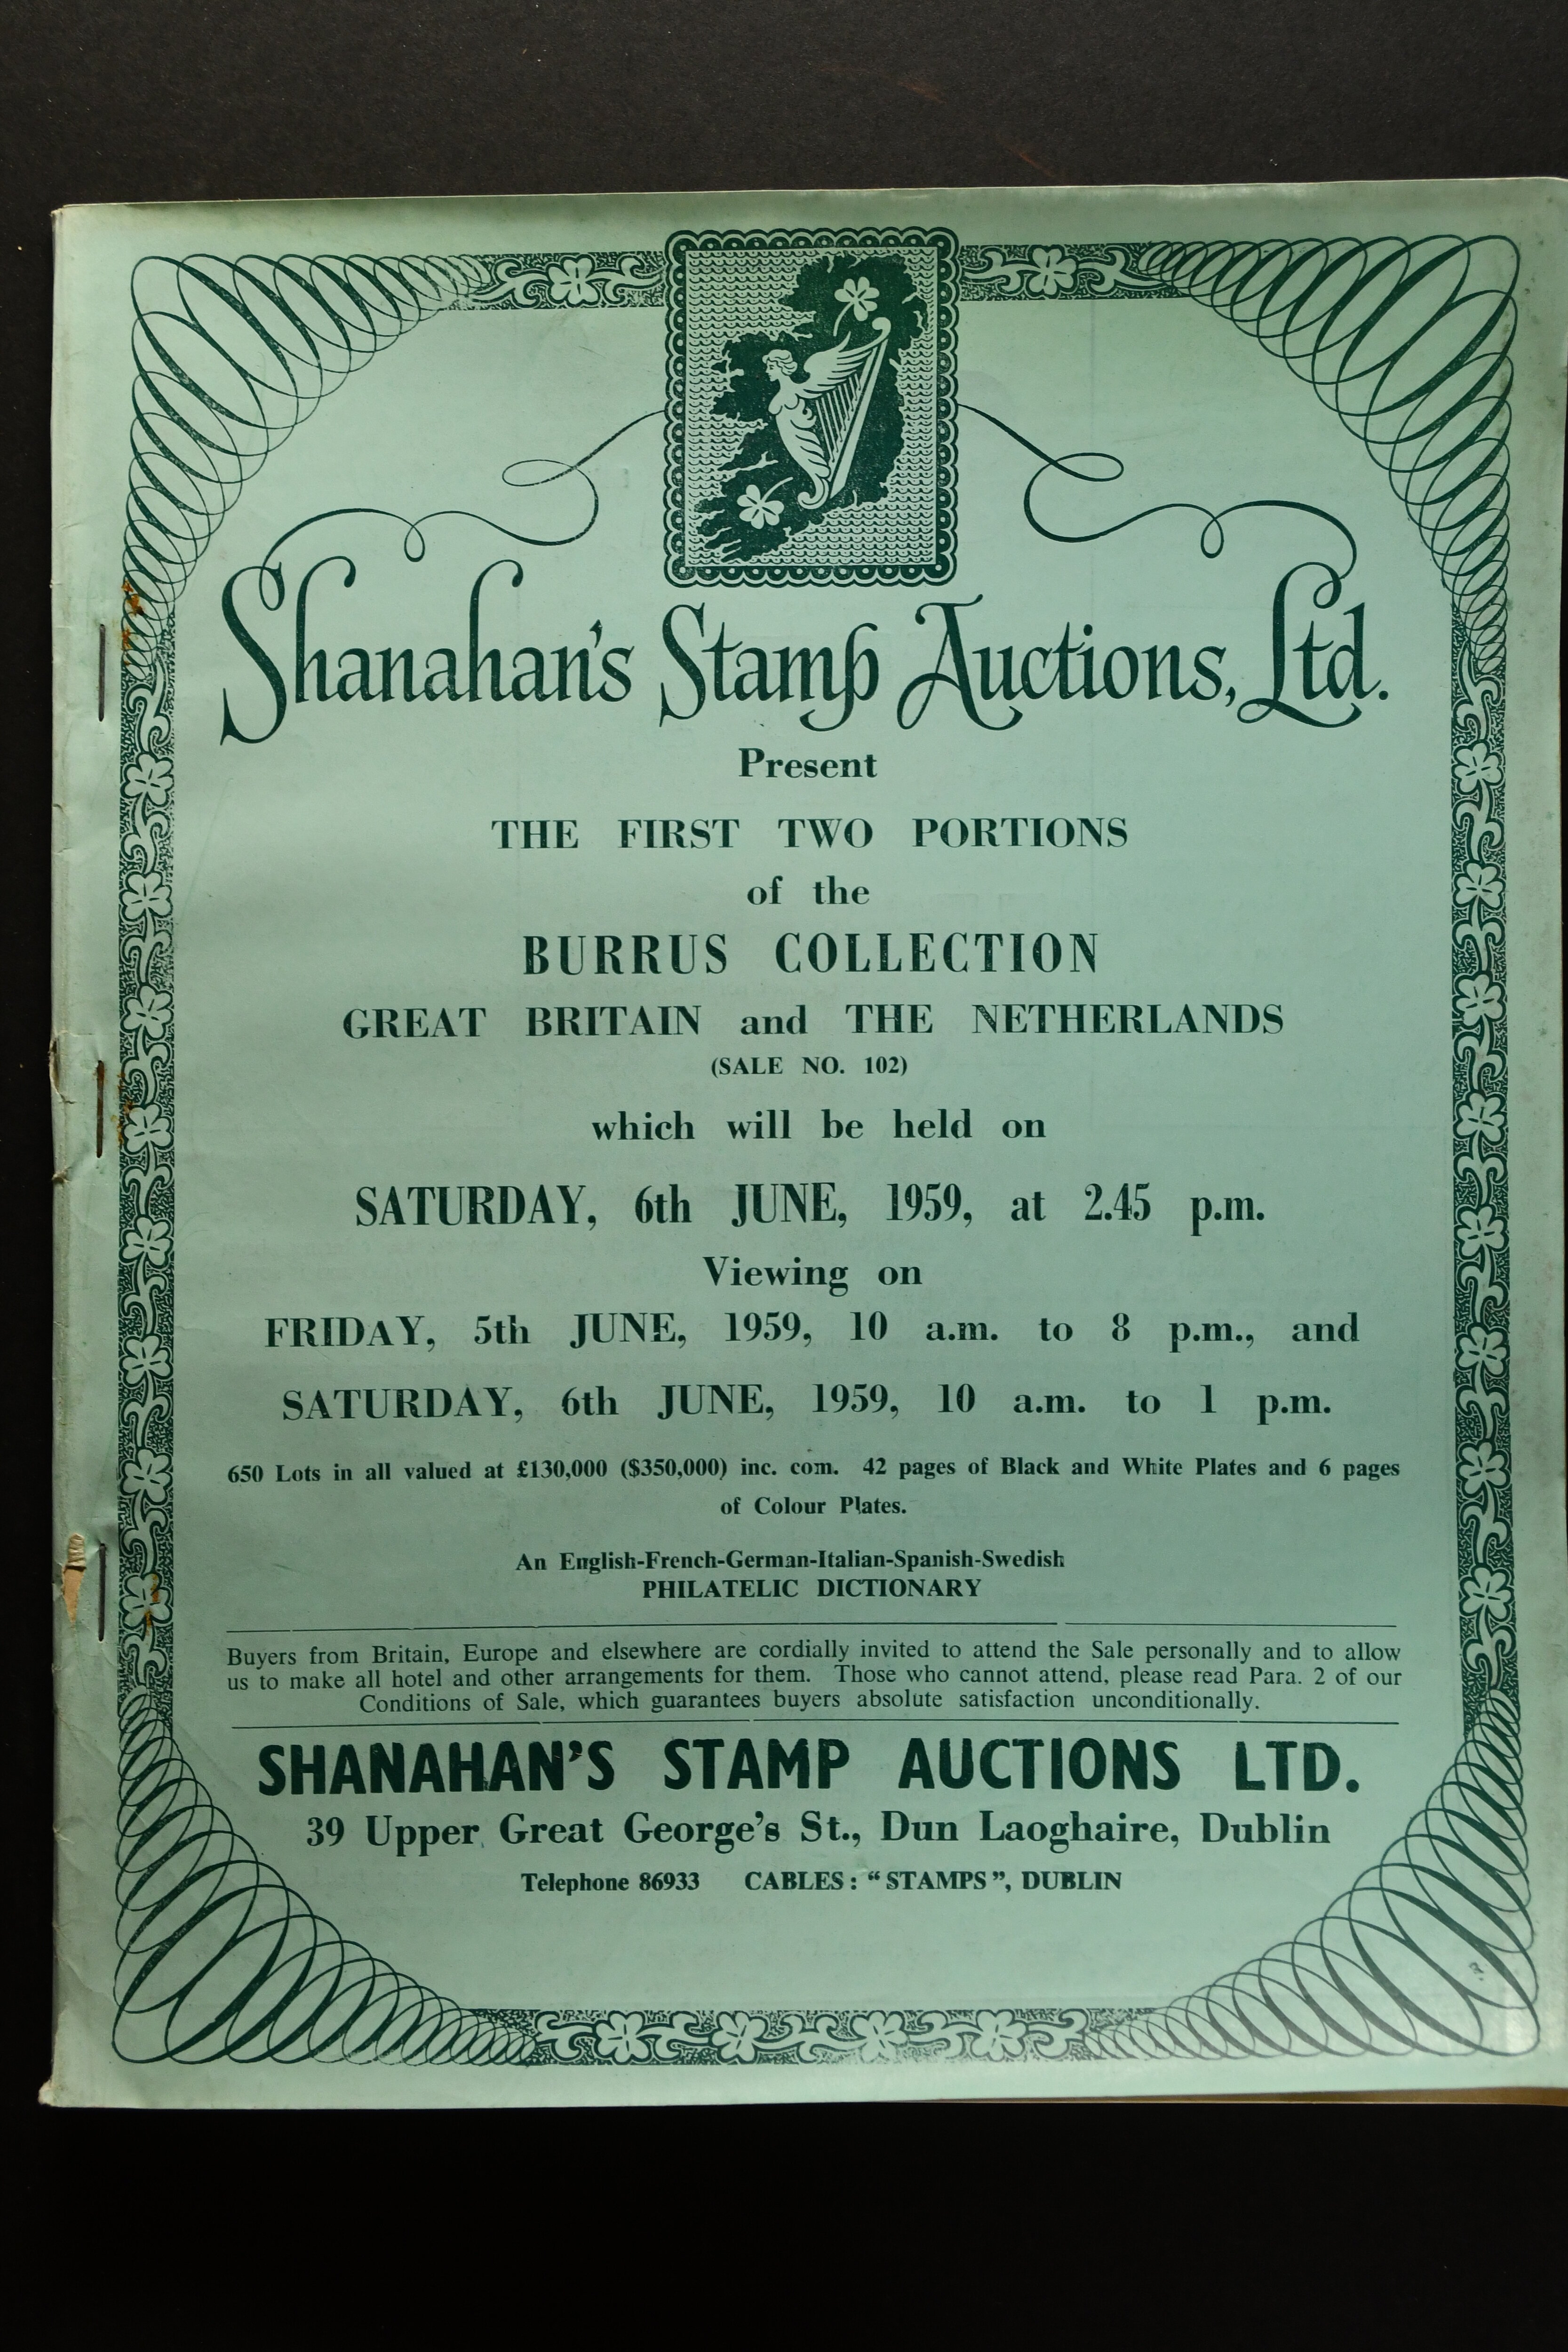 Shanahan's Stamp Auctions, Ltd.
Present
THE FIRST TWO PORTIONS
of the
BURRUS COLLECTION
GREAT BRITAIN and THE NETHERLANDS
(SALE NO. 102)
which will be held on
SATURDAY, 6th JUNE, 1959, at 2.45 p.m.
Viewing on
FRIDAY, 5th JUNE, 1959, 10 a.m. to 8 p.m., and
SATURDAY, 6th JUNE, 1959, 10 a.m. to 1 p.m.
650 Lots in all valued at £130,000 ($350,000) inc. com. 42 pages of Black and White Plates and 6 pages
of Colour Plates.
An English-French-German-Italian-Spanish-Swedish
PHILATELIC DICTIONARY
Buyers from Britain, Europe and elsewhere are cordially invited to attend the Sale personally and to allow
us to make all hotel and other arrangements for them. Those who cannot attend, please read Para. 2 of our
Conditions of Sale, which guarantees buyers absolute satisfaction unconditionally.
SHANAHAN'S STAMP AUCTIONS LTD.
39 Upper Great George's St., Dun Laoghaire, Dublin
Telephone 86933 CABLES: "STAMPS", DUBLIN